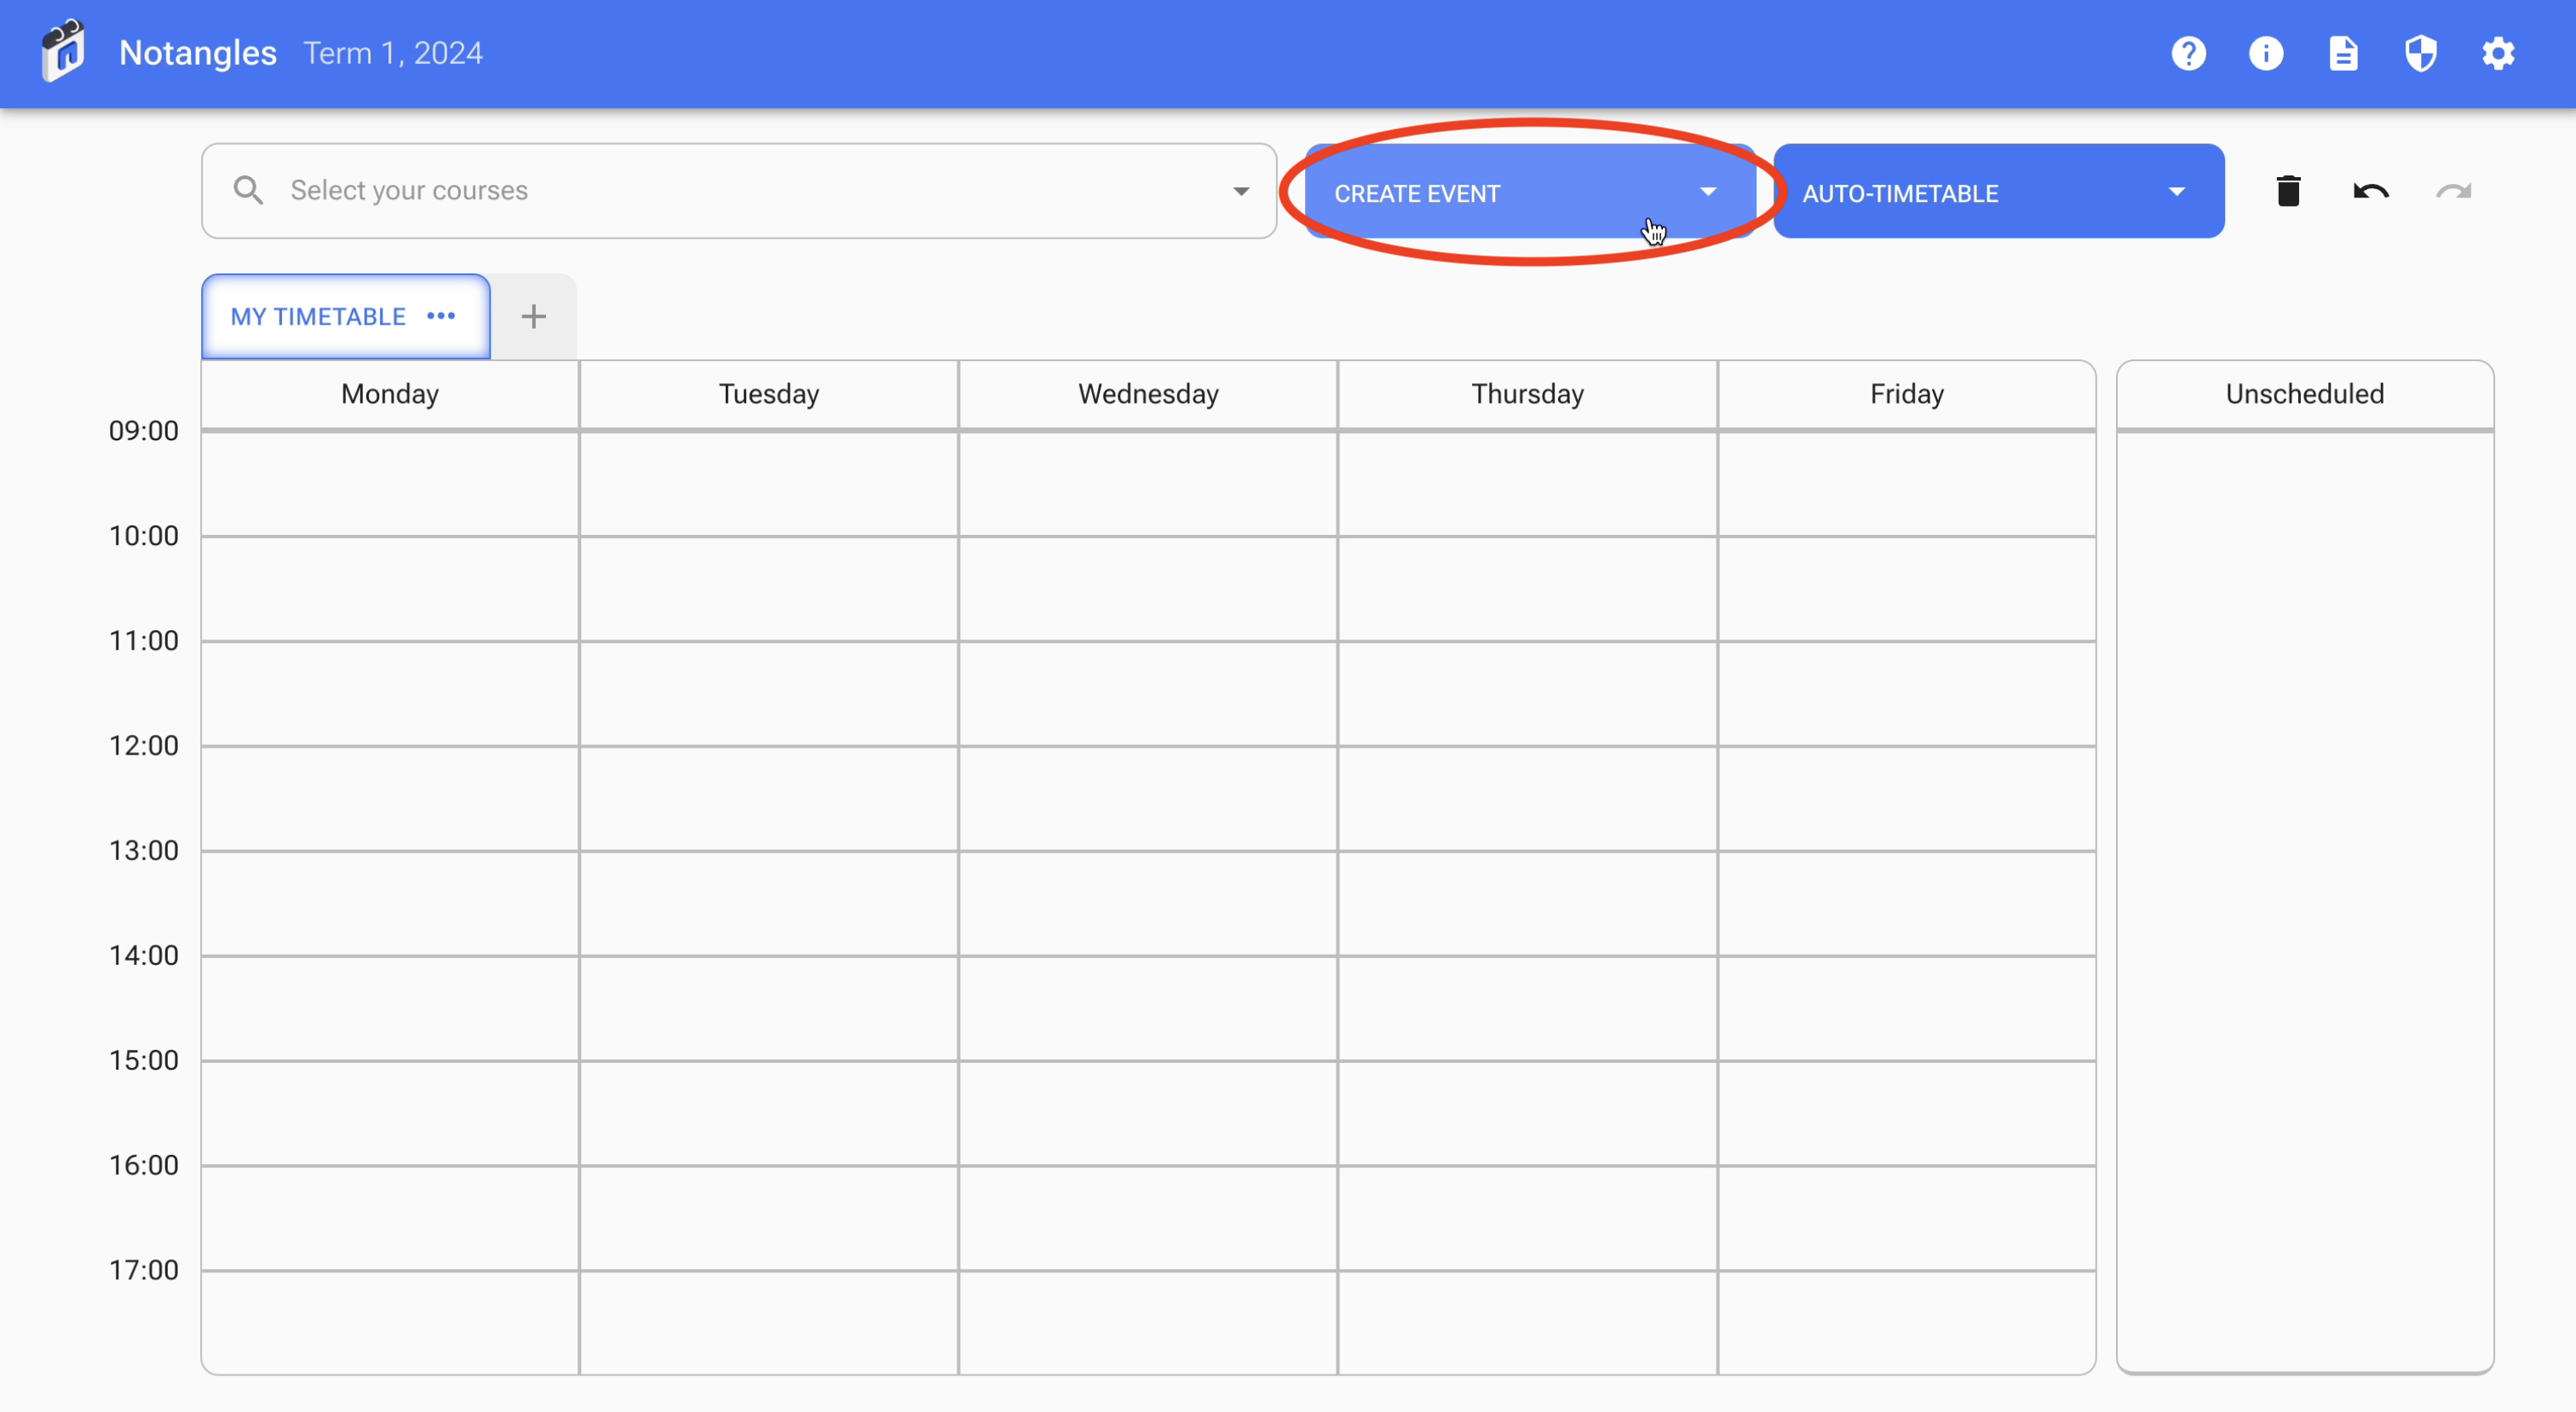 Notangles Term 1, 2024
Select your courses
CREATE EVENT
AUTO-TIMETABLE
MY TIMETABLE
Monday Tuesday Wednesday Thursday Friday Unscheduled
09:00
10:00
11:00
12:00
13:00
14:00
15:00
16:00
17:00